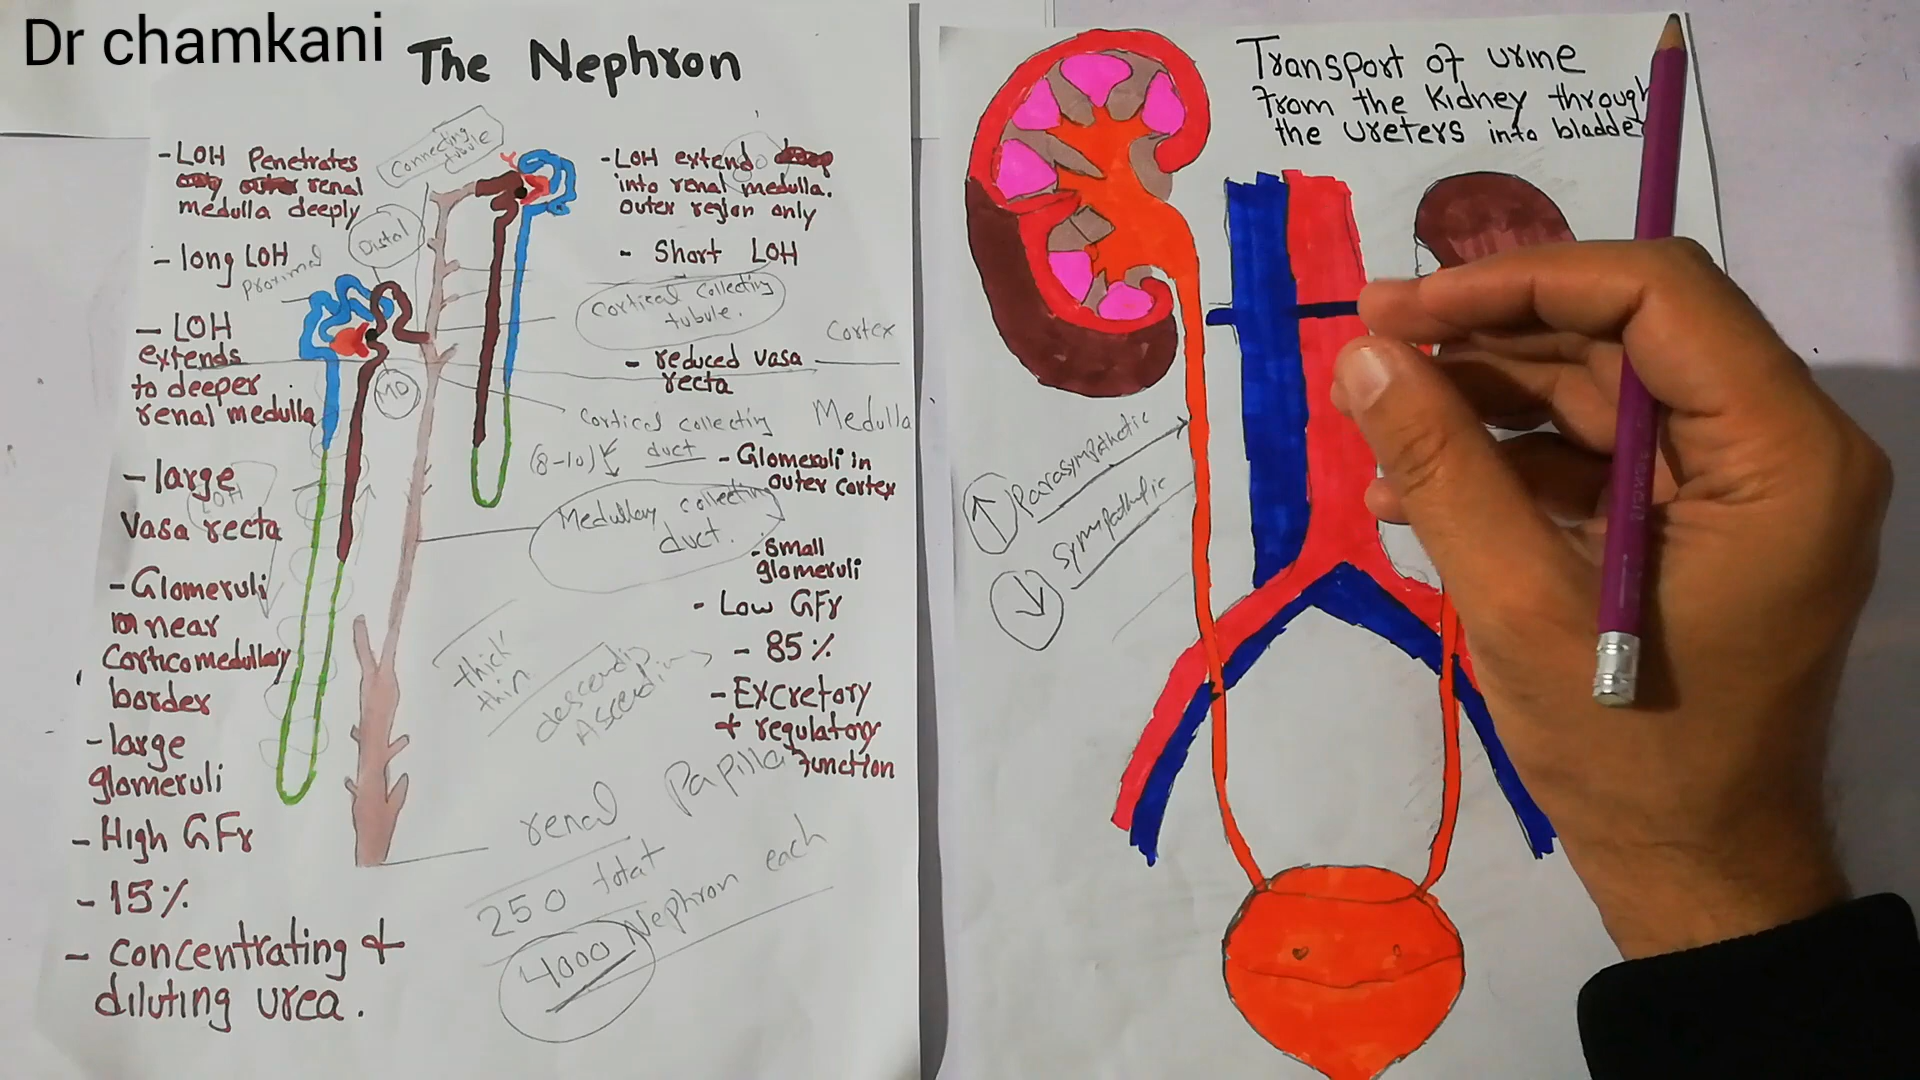 Dr chamkani
The Nephron
connecting
tubule
-LOH Penetrates
renal
medulla deeply
Distal
- long LOH
proximal
- LOH
extends
to deeper
renal medulla
MD
- large
LOH
Vasa recta
-Glomeruli
near
Corticomedullary
border
-large
glomeruli
- High GFr
- 15%
- concentrating &
diluting urea.
-LOH extend
into renal medulla.
outer region only
- Short LOH
Cortical collecting
tubule.
Cortex
- reduced vasa
recta
Cortical collecting
duct
(8-10)
Medulla
- Glomeruli in
outer cortex
Medullary collecting
duct.
-Small
glomeruli
- Low GFr
- 85%
- Excretory
& regulatory
function
thick
thin
descendi
Ascendi
renal Papilla
250 total
4000 Nephron each
Transport of urine
from the kidney through
the ureters into bladder
Parasympathetic
Sympathetic